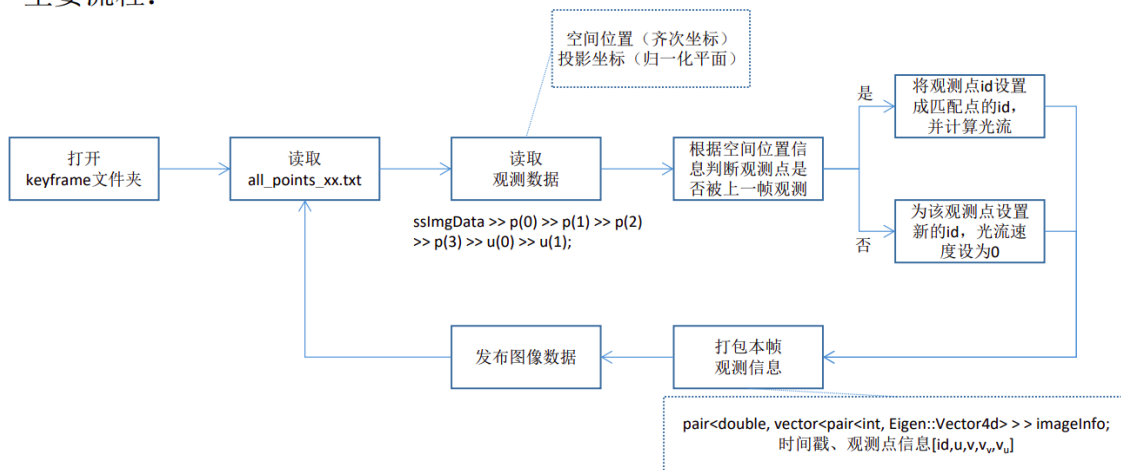 主要流程：
空间位置（齐次坐标）
投影坐标（归一化平面）
打开
keyframe文件夹
读取
all_points_xx.txt
读取
观测数据
ssImgData >> p(0) >> p(1) >> p(2)
>> p(3) >> u(0) >> u(1);
根据空间位置信
息判断观测点是
否被上一帧观测
是
将观测点id设置
成匹配点的id，
并计算光流
否
为该观测点设置
新的id，光流速
度设为0
打包本帧
观测信息
发布图像数据
pair<double, vector<pair<int, Eigen::Vector4d> > > imageInfo;
时间戳、观测点信息[id,u,v,vᵥ,vᵤ]